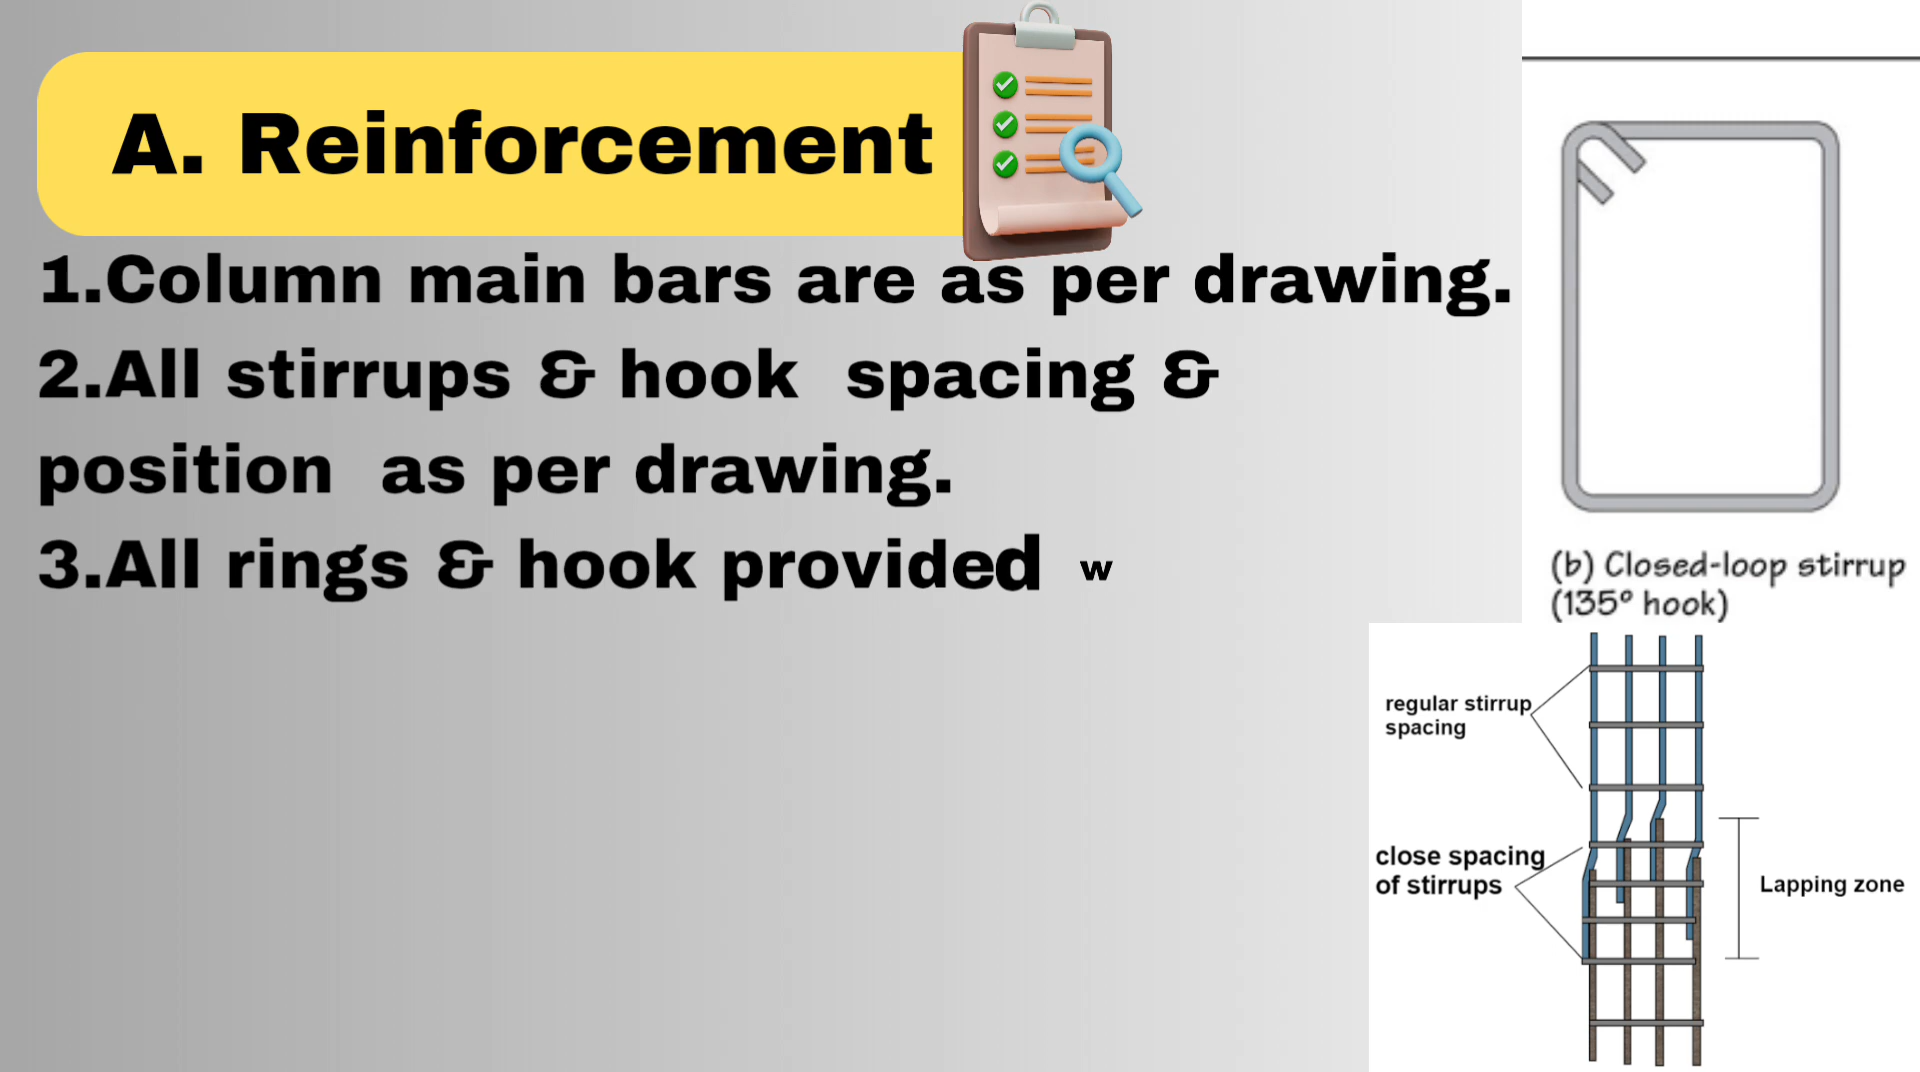 A. Reinforcement
1.Column main bars are as per drawing.
2.All stirrups & hook spacing &
position as per drawing.
3.All rings & hook provided w
(b) Closed-loop stirrup
(135° hook)
regular stirrup
spacing
close spacing
of stirrups
Lapping zone